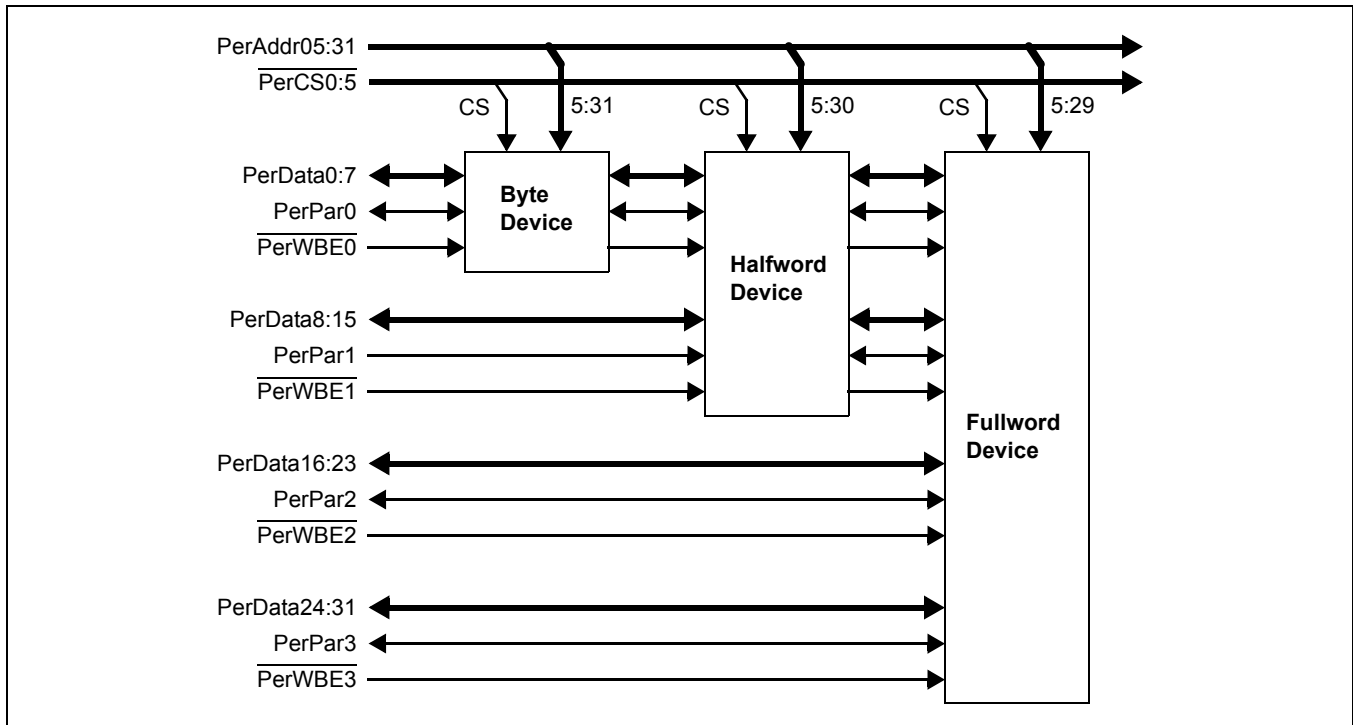 PerAddr05:31
PerCS0:5
CS
5:31
CS
5:30
CS
5:29
PerData0:7
PerPar0
PerWBE0
Byte
Device
Halfword
Device
PerData8:15
PerPar1
PerWBE1
Fullword
Device
PerData16:23
PerPar2
PerWBE2
PerData24:31
PerPar3
PerWBE3